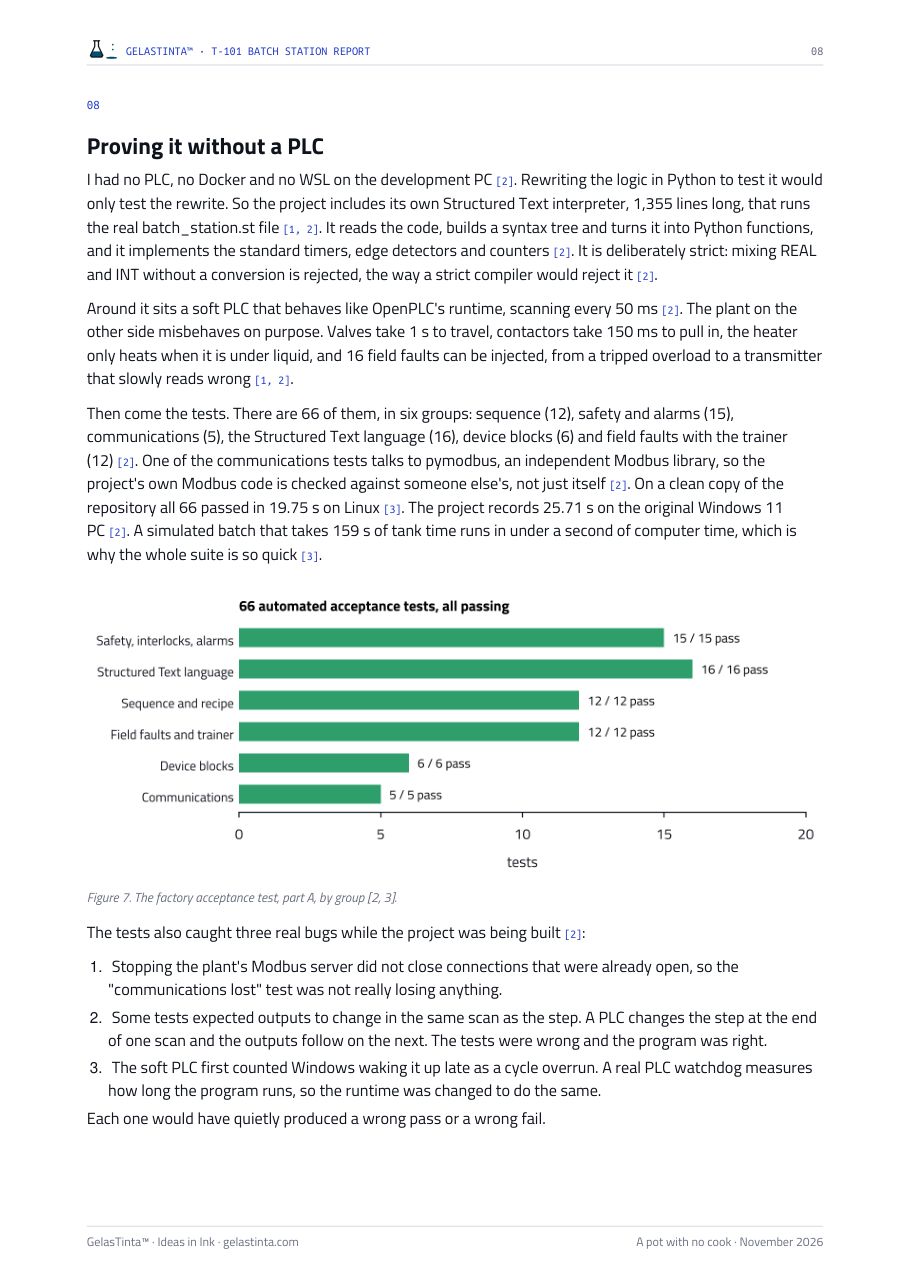 GELASTINTA™ · T-101 BATCH STATION REPORT 08
08
Proving it without a PLC
I had no PLC, no Docker and no WSL on the development PC [2]. Rewriting the logic in Python to test it would
only test the rewrite. So the project includes its own Structured Text interpreter, 1,355 lines long, that runs
the real batch_station.st file [1, 2]. It reads the code, builds a syntax tree and turns it into Python functions,
and it implements the standard timers, edge detectors and counters [2]. It is deliberately strict: mixing REAL
and INT without a conversion is rejected, the way a strict compiler would reject it [2].
Around it sits a soft PLC that behaves like OpenPLC's runtime, scanning every 50 ms [2]. The plant on the
other side misbehaves on purpose. Valves take 1 s to travel, contactors take 150 ms to pull in, the heater
only heats when it is under liquid, and 16 field faults can be injected, from a tripped overload to a transmitter
that slowly reads wrong [1, 2].
Then come the tests. There are 66 of them, in six groups: sequence (12), safety and alarms (15),
communications (5), the Structured Text language (16), device blocks (6) and field faults with the trainer
(12) [2]. One of the communications tests talks to pymodbus, an independent Modbus library, so the
project's own Modbus code is checked against someone else's, not just itself [2]. On a clean copy of the
repository all 66 passed in 19.75 s on Linux [3]. The project records 25.71 s on the original Windows 11
PC [2]. A simulated batch that takes 159 s of tank time runs in under a second of computer time, which is
why the whole suite is so quick [3].
66 automated acceptance tests, all passing
Safety, interlocks, alarms 15 / 15 pass
Structured Text language 16 / 16 pass
Sequence and recipe 12 / 12 pass
Field faults and trainer 12 / 12 pass
Device blocks 6 / 6 pass
Communications 5 / 5 pass
0 5 10 15 20
tests
Figure 7. The factory acceptance test, part A, by group [2, 3].
The tests also caught three real bugs while the project was being built [2]:
1. Stopping the plant's Modbus server did not close connections that were already open, so the
"communications lost" test was not really losing anything.
2. Some tests expected outputs to change in the same scan as the step. A PLC changes the step at the end
of one scan and the outputs follow on the next. The tests were wrong and the program was right.
3. The soft PLC first counted Windows waking it up late as a cycle overrun. A real PLC watchdog measures
how long the program runs, so the runtime was changed to do the same.
Each one would have quietly produced a wrong pass or a wrong fail.
GelasTinta™ · Ideas in Ink · gelastinta.com A pot with no cook · November 2026